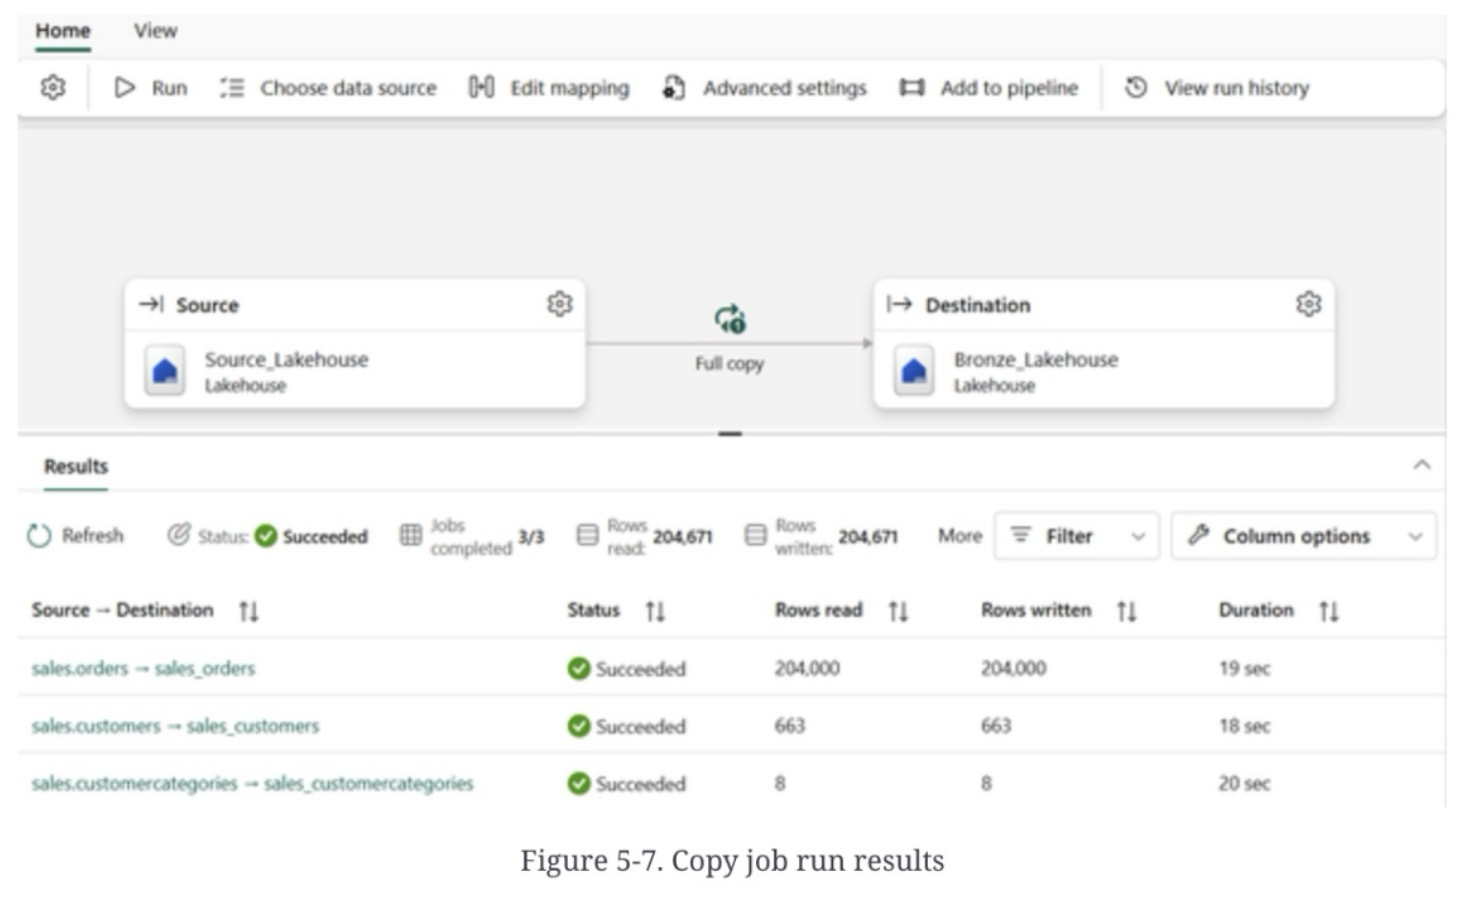 Home View
Run Choose data source Edit mapping Advanced settings Add to pipeline View run history
Source
Source_Lakehouse
Lakehouse
Full copy
Destination
Bronze_Lakehouse
Lakehouse
Results
Refresh Status: Succeeded Jobs completed 3/3 Rows read: 204,671 Rows written: 204,671 More Filter Column options
Source → Destination Status Rows read Rows written Duration
sales.orders → sales_orders Succeeded 204,000 204,000 19 sec
sales.customers → sales_customers Succeeded 663 663 18 sec
sales.customercategories → sales_customercategories Succeeded 8 8 20 sec
Figure 5-7. Copy job run results